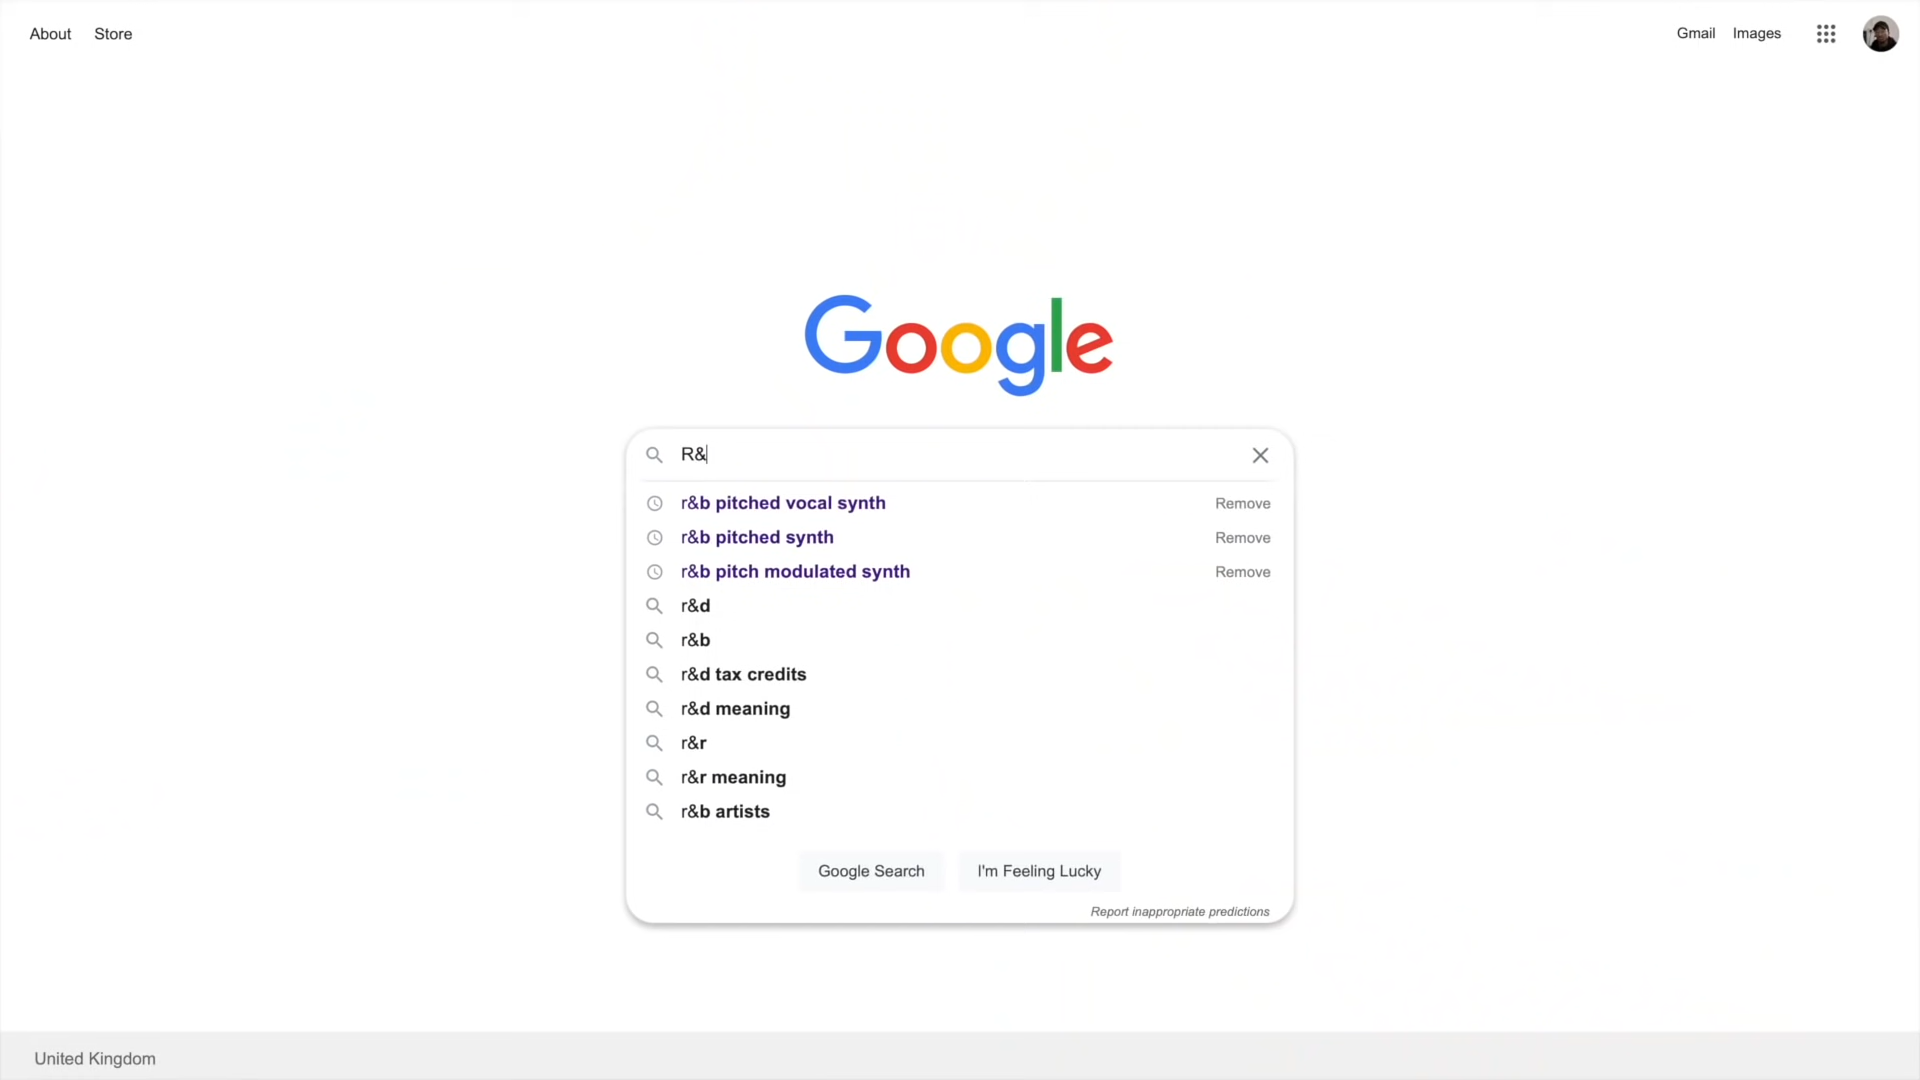 About Store
Gmail Images
Google
R&
r&b pitched vocal synth Remove
r&b pitched synth Remove
r&b pitch modulated synth Remove
r&d
r&b
r&d tax credits
r&d meaning
r&r
r&r meaning
r&b artists
Google Search I'm Feeling Lucky
Report inappropriate predictions
United Kingdom